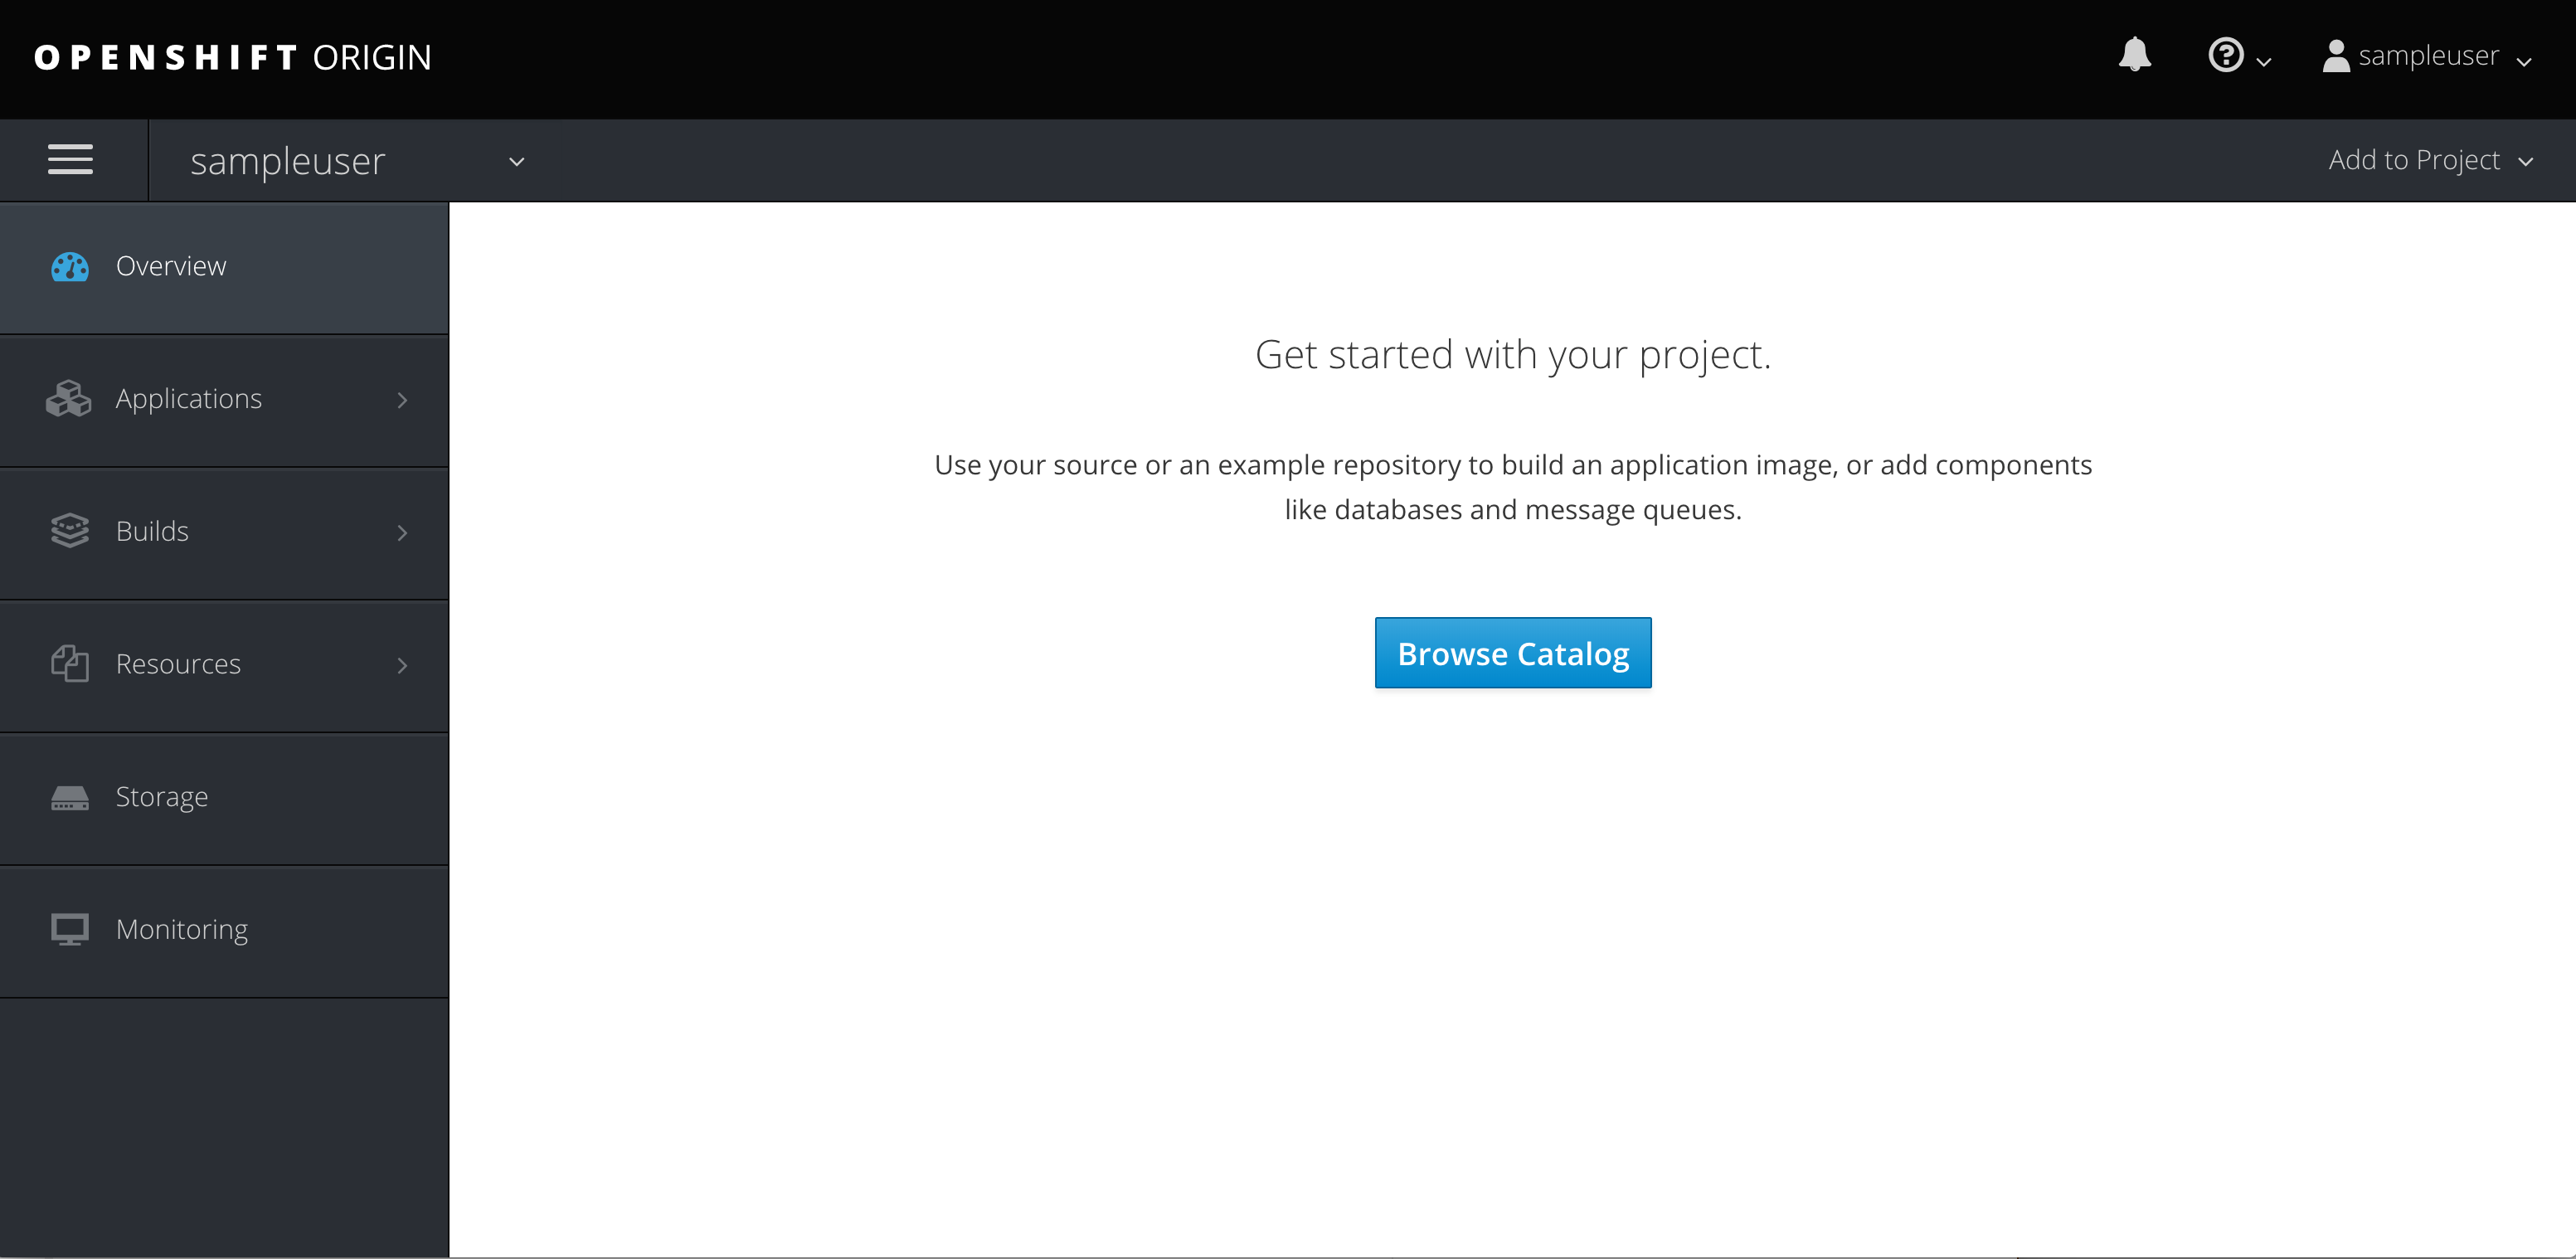 OPENSHIFT ORIGIN
sampleuser
sampleuser
Add to Project
Overview
Applications
Builds
Resources
Storage
Monitoring
Get started with your project.
Use your source or an example repository to build an application image, or add components
like databases and message queues.
Browse Catalog